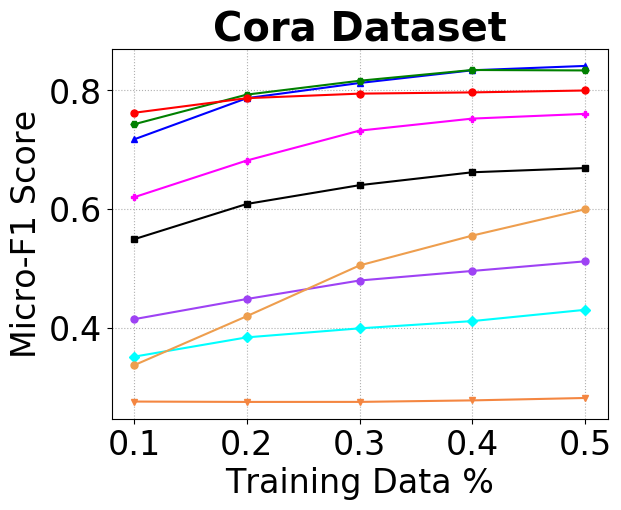 Cora Dataset
Micro-F1 Score
0.8
0.6
0.4
0.1 0.2 0.3 0.4 0.5
Training Data %